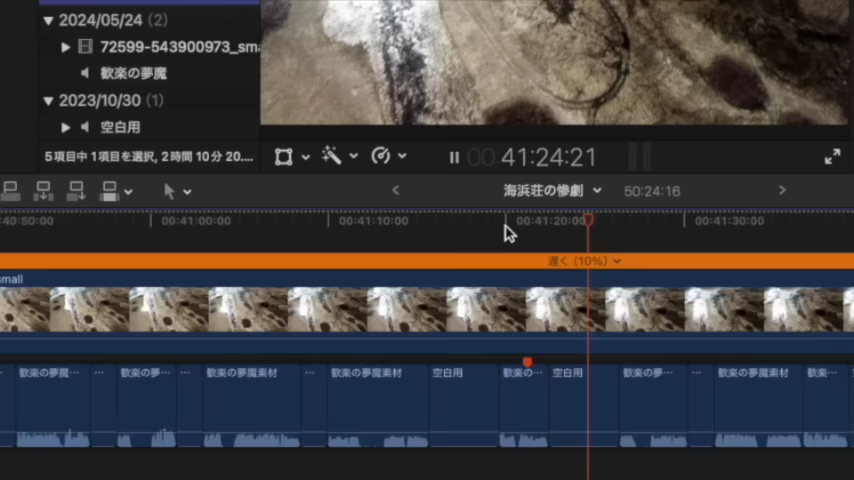 2024/05/24 (2)
72599-543900973_sma
歓楽の夢魔
2023/10/30 (1)
空白用
5項目中1項目を選択, 2時間10分20....
00:41:24:21
海浜荘の惨劇
50:24:16
:40:50:00 00:41:00:00 00:41:10:00 00:41:20:00 00:41:30:00
遅く (10%)
small
歓楽の夢魔… … 歓楽の夢… … 歓楽の夢魔素材 … 歓楽の夢魔素材 空白用 歓楽の… 空白用 歓楽の夢… … 歓楽の夢魔素材 歓楽…